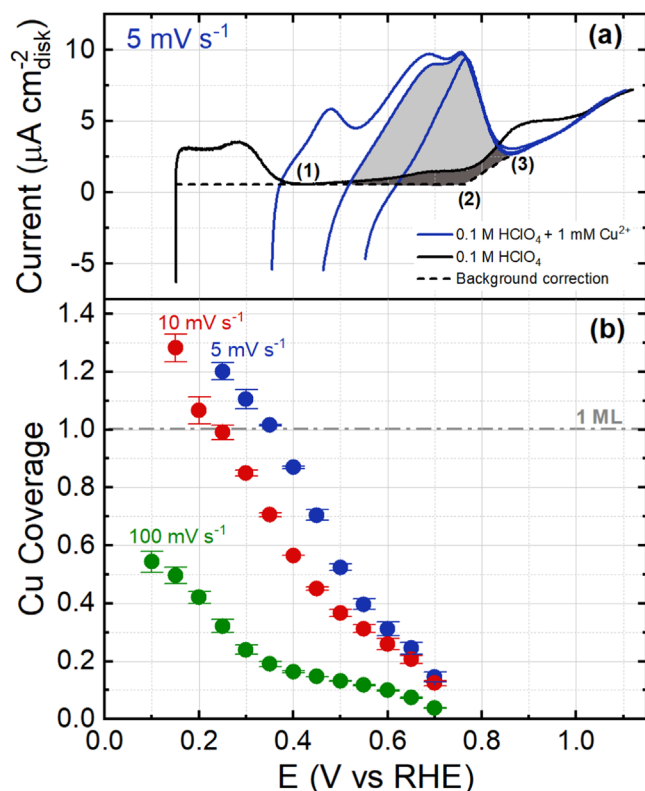 5 mV s⁻¹
(a)
10
5
0
-5
Current (μA cm⁻²disk)
(1)
(2)
(3)
0.1 M HClO₄ + 1 mM Cu²⁺
0.1 M HClO₄
Background correction
(b)
10 mV s⁻¹
5 mV s⁻¹
1 ML
100 mV s⁻¹
1.4
1.2
1.0
0.8
0.6
0.4
0.2
0.0
Cu Coverage
0.0 0.2 0.4 0.6 0.8 1.0
E (V vs RHE)